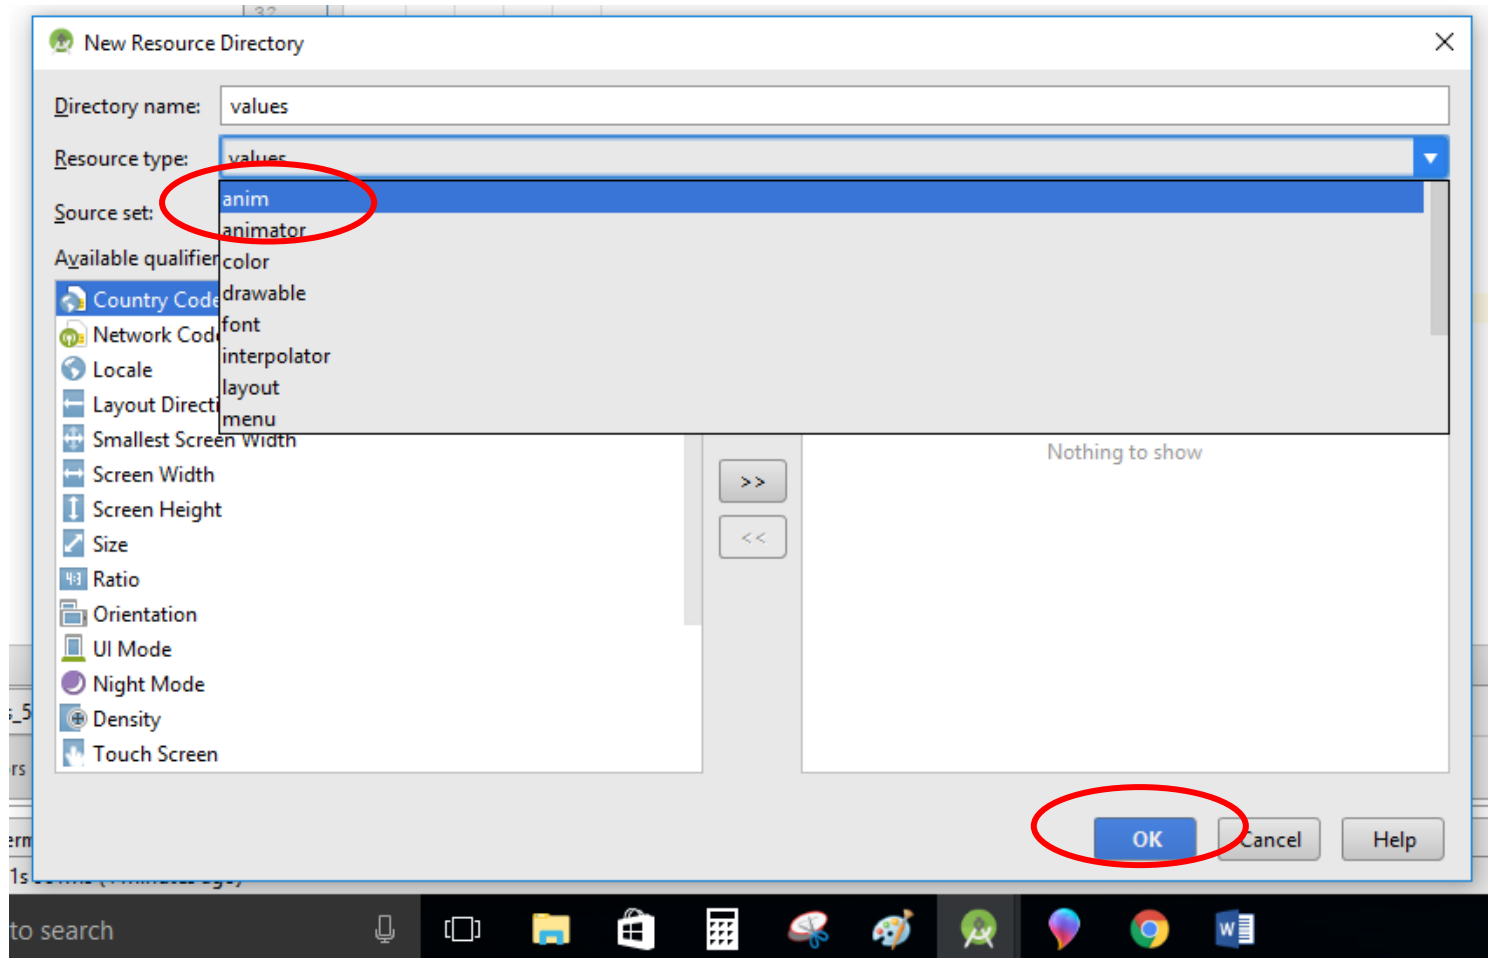 32
New Resource Directory
Directory name: values
Resource type: values
anim
Source set:
animator
Available qualifier
color
Country Code
drawable
Network Cod
font
Locale
interpolator
Layout Directi
layout
menu
Smallest Screen Width
Nothing to show
Screen Width
>>
Screen Height
Size
<<
Ratio
Orientation
UI Mode
Night Mode
Density
Touch Screen
OK Cancel Help
to search